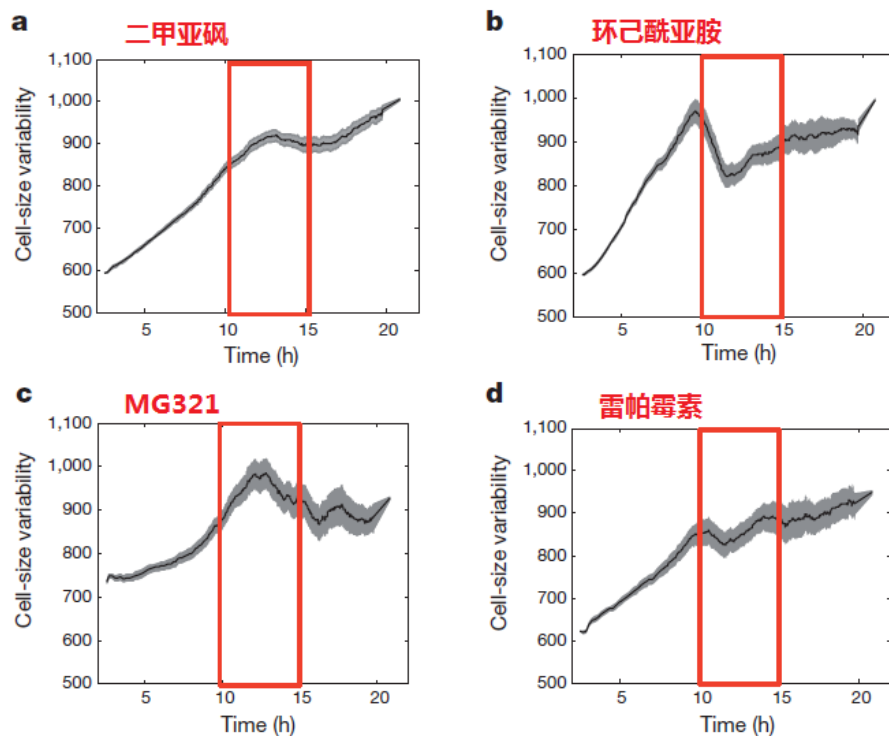 a
二甲亚砜
1,100
1,000
900
800
700
600
500
Cell-size variability
5
10
15
20
Time (h)
b
环己酰亚胺
1,100
1,000
900
800
700
600
500
Cell-size variability
5
10
15
20
Time (h)
c
MG321
1,100
1,000
900
800
700
600
500
Cell-size variability
5
10
15
20
Time (h)
d
雷帕霉素
1,100
1,000
900
800
700
600
500
Cell-size variability
5
10
15
20
Time (h)